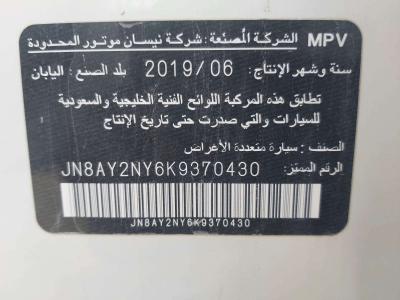 الشركة المصنعة : شركة نيسان موتور المحدودة MPV
سنة وشهر الإنتاج : 2019/06 بلد الصنع : اليابان
تطابق هذه المركبة اللوائح الفنية الخليجية والسعودية
للسيارات والتي صدرت حتى تاريخ الإنتاج
الصنف : سيارة متعددة الأغراض
الرقم المميز: JN8AY2NY6K9370430
JN8AY2NY6K9370430